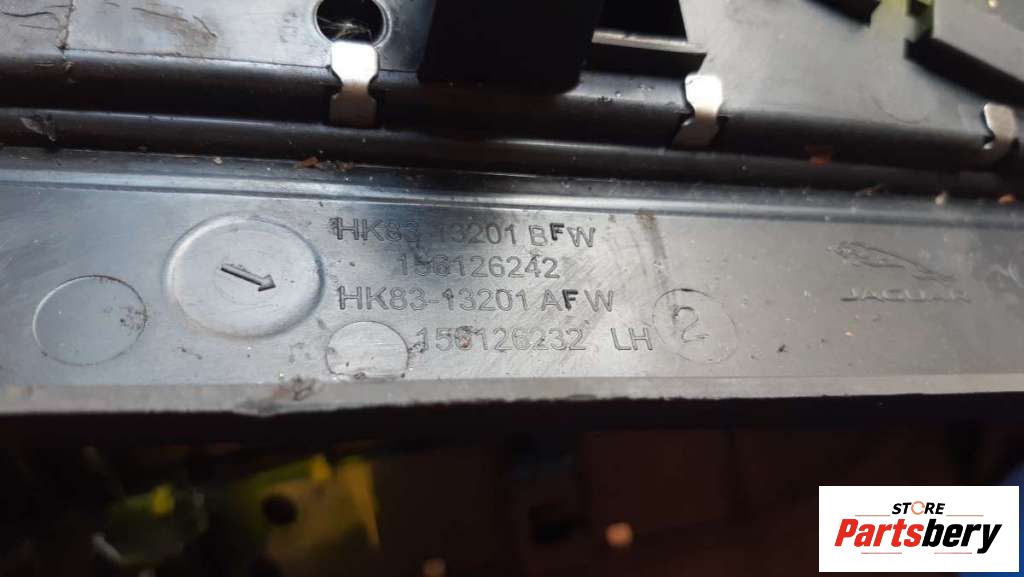 HK83-13201 BFW
156126242
HK83-13201 AFW
156126232 LH
2
JAGUAR
STORE
Partsbery